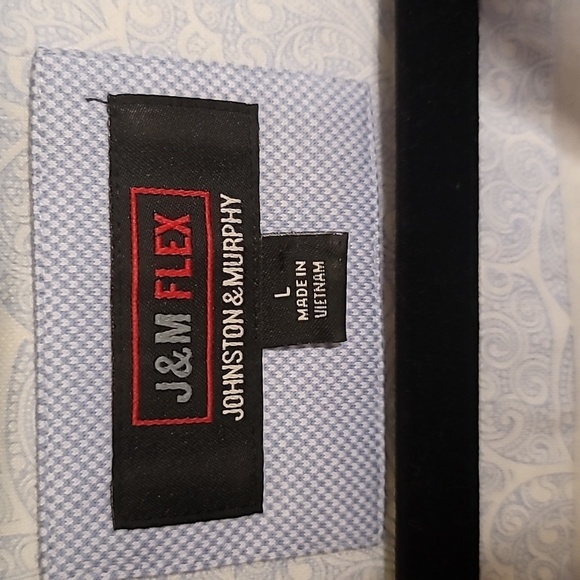 J&M FLEX
JOHNSTON & MURPHY
L
MADE IN
VIETNAM